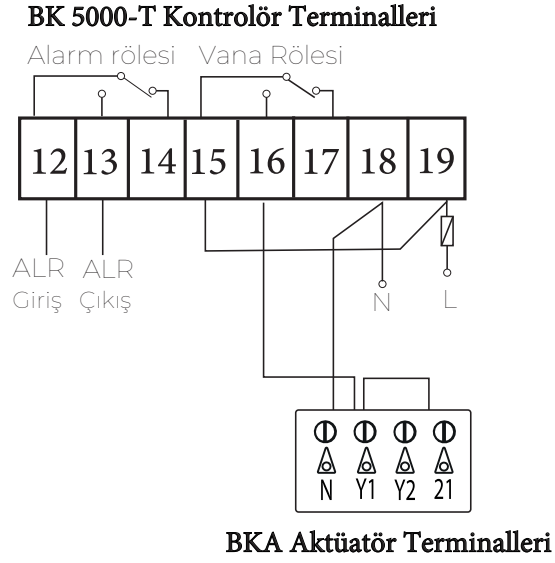 BK 5000-T Kontrolör Terminalleri
Alarm rölesi Vana Rölesi
12 13 14 15 16 17 18 19
ALR Giriş
ALR Çıkış
N
L
N Y1 Y2 21
BKA Aktüatör Terminalleri